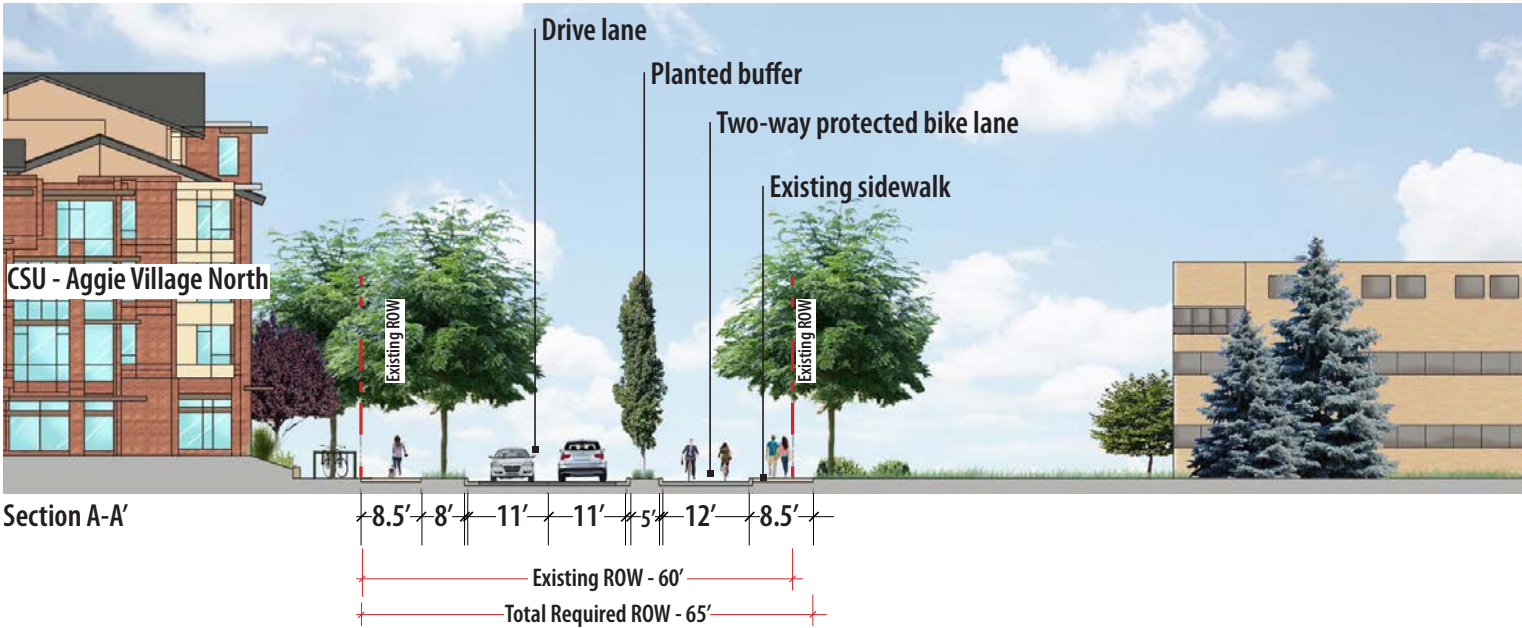 Drive lane
Planted buffer
Two-way protected bike lane
Existing sidewalk
CSU - Aggie Village North
Existing ROW
Existing ROW
Section A-A’
8.5’ 8’ 11’ 11’ 5’ 12’ 8.5’
Existing ROW - 60’
Total Required ROW - 65’